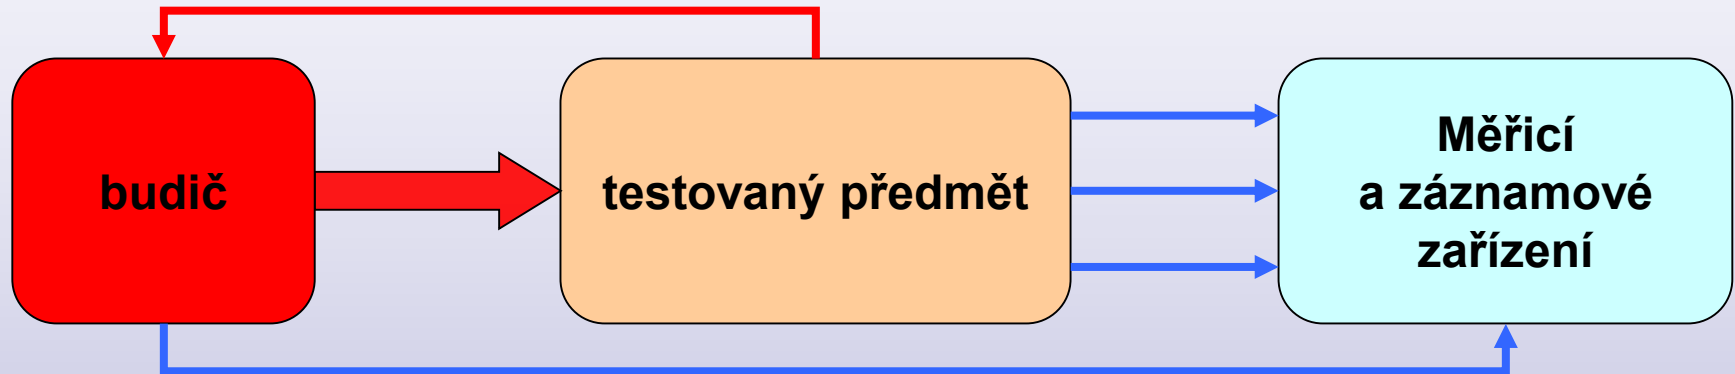 budič
testovaný předmět
Měřicí
a záznamové
zařízení